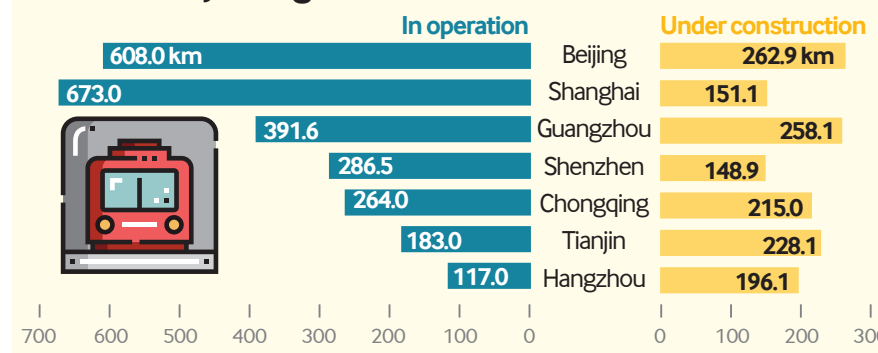 In operation Under construction
608.0 km Beijing 262.9 km
673.0 Shanghai 151.1
391.6 Guangzhou 258.1
286.5 Shenzhen 148.9
264.0 Chongqing 215.0
183.0 Tianjin 228.1
117.0 Hangzhou 196.1
700 600 500 400 300 200 100 0 0 100 200